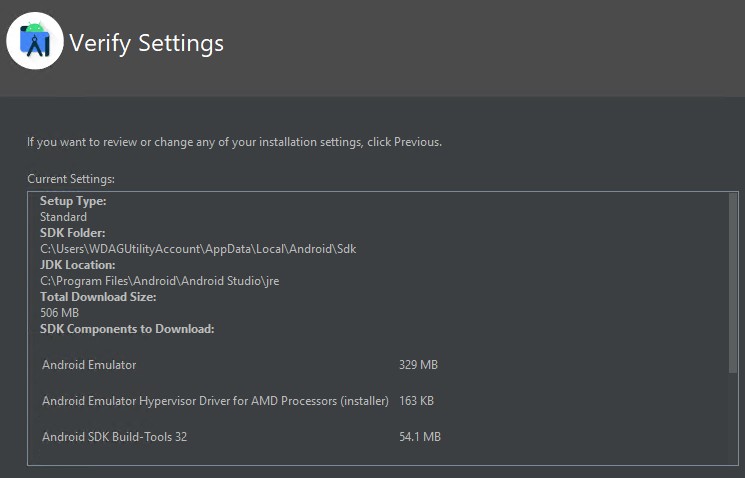 Verify Settings
If you want to review or change any of your installation settings, click Previous.
Current Settings:
Setup Type:
Standard
SDK Folder:
C:\Users\WDAGUtilityAccount\AppData\Local\Android\Sdk
JDK Location:
C:\Program Files\Android\Android Studio\jre
Total Download Size:
506 MB
SDK Components to Download:
Android Emulator 329 MB
Android Emulator Hypervisor Driver for AMD Processors (installer) 163 KB
Android SDK Build-Tools 32 54.1 MB